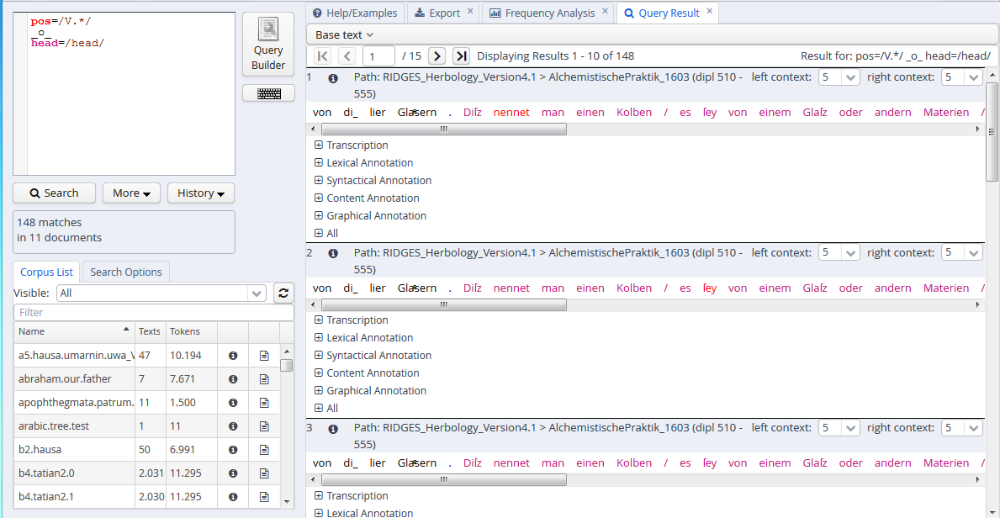 pos=/V.*/
_o_
head=/head/
Query
Builder
Search
More
History
148 matches
in 11 documents
Corpus List
Search Options
Visible: All
Filter
Name Texts Tokens
a5.hausa.umarnin.uwa_V 47 10.194
abraham.our.father 7 7.671
apophthegmata.patrum. 11 1.500
arabic.tree.test 1 11
b2.hausa 50 6.991
b4.tatian2.0 2.031 11.295
b4.tatian2.1 2.030 11.295
Help/Examples Export × Frequency Analysis × Query Result ×
Base text
1 / 15 Displaying Results 1 - 10 of 148 Result for: pos=/V.*/ _o_ head=/head/
1 Path: RIDGES_Herbology_Version4.1 > AlchemistischePraktik_1603 (dipl 510 - left context: 5 right context: 5
555)
von di_ lier Glaͤsern . Diſz nennet man einen Kolben / es ſey von einem Glaſz oder andern Materien /
Transcription
Lexical Annotation
Syntactical Annotation
Content Annotation
Graphical Annotation
All
2 Path: RIDGES_Herbology_Version4.1 > AlchemistischePraktik_1603 (dipl 510 - left context: 5 right context: 5
555)
von di_ lier Glaͤsern . Diſz nennet man einen Kolben / es ſey von einem Glaſz oder andern Materien /
Transcription
Lexical Annotation
Syntactical Annotation
Content Annotation
Graphical Annotation
All
3 Path: RIDGES_Herbology_Version4.1 > AlchemistischePraktik_1603 (dipl 510 - left context: 5 right context: 5
555)
von di_ lier Glaͤsern . Diſz nennet man einen Kolben / es ſey von einem Glaſz oder andern Materien /
Transcription
Lexical Annotation